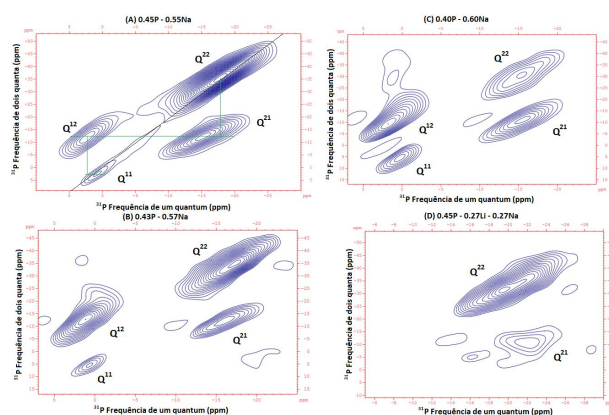 (A) 0.45P - 0.55Na
(C) 0.40P - 0.60Na
³¹P Frequência de dois quanta (ppm)
Q²²
Q¹²
Q²¹
Q¹¹
³¹P Frequência de um quantum (ppm)
³¹P Frequência de dois quanta (ppm)
Q²²
Q¹²
Q²¹
Q¹¹
³¹P Frequência de um quantum (ppm)
(B) 0.43P - 0.57Na
(D) 0.45P - 0.27Li - 0.27Na
³¹P Frequência de dois quanta (ppm)
Q²²
Q¹²
Q²¹
Q¹¹
³¹P Frequência de um quantum (ppm)
³¹P Frequência de dois quanta (ppm)
Q²²
Q²¹
³¹P Frequência de um quantum (ppm)